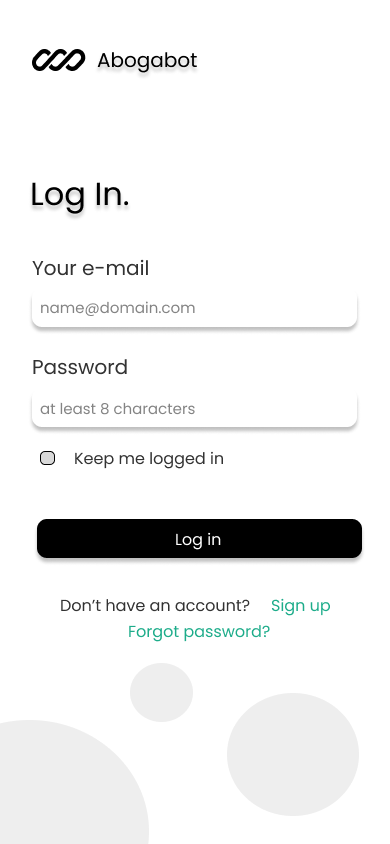 Abogabot
Log In.
Your e-mail
name@domain.com
Password
at least 8 characters
Keep me logged in
Log in
Don’t have an account? Sign up
Forgot password?